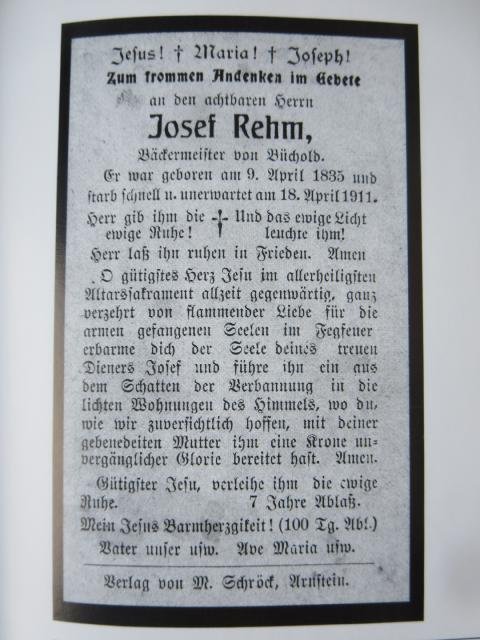 Jesus! † Maria! † Joseph!
Zum frommen Andenken im Gebete
an den achtbaren Herrn
Josef Rehm,
Bäckermeister von Büchold.
Er war geboren am 9. April 1835 und
starb schnell u. unerwartet am 18. April 1911.
Herr gib ihm die † Und das ewige Licht
ewige Ruhe! leuchte ihm!
Herr laß ihn ruhen in Frieden. Amen
O gütigstes Herz Jesu im allerheiligsten
Altarsakrament allzeit gegenwärtig, ganz
verzehrt von flammender Liebe für die
armen gefangenen Seelen im Fegfeuer
erbarme dich der Seele deines treuen
Dieners Josef und führe ihn ein aus
dem Schatten der Verbannung in die
lichten Wohnungen des Himmels, wo du,
wie wir zuversichtlich hoffen, mit deiner
gebenedeiten Mutter ihm eine Krone un-
vergänglicher Glorie bereitet hast. Amen.
Gütigster Jesu, verleihe ihm die ewige
Ruhe. 7 Jahre Ablaß.
Mein Jesus Barmherzgikeit! (100 Tg. Abl.)
Vater unser usw. Ave Maria usw.
Verlag von M. Schröck, Arnstein.